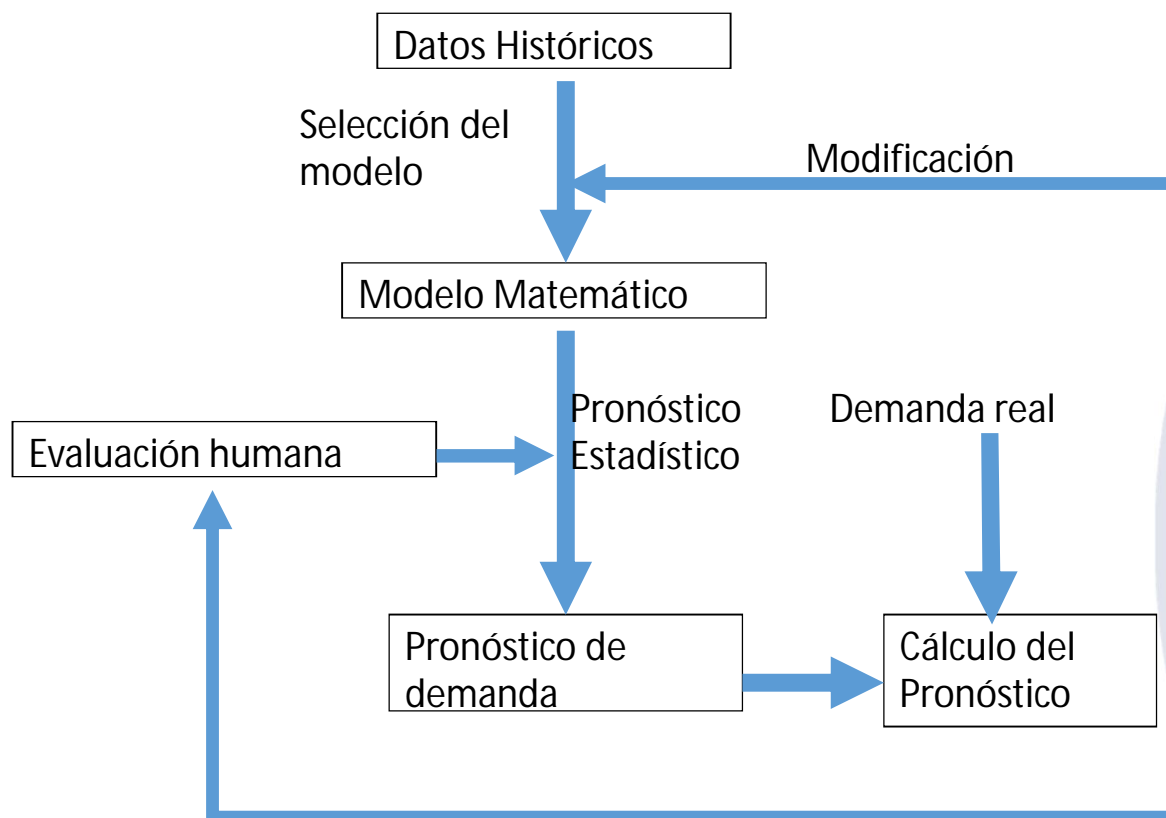 Datos Históricos
Selección del
modelo
Modificación
Modelo Matemático
Pronóstico
Estadístico
Demanda real
Evaluación humana
Pronóstico de
demanda
Cálculo del
Pronóstico